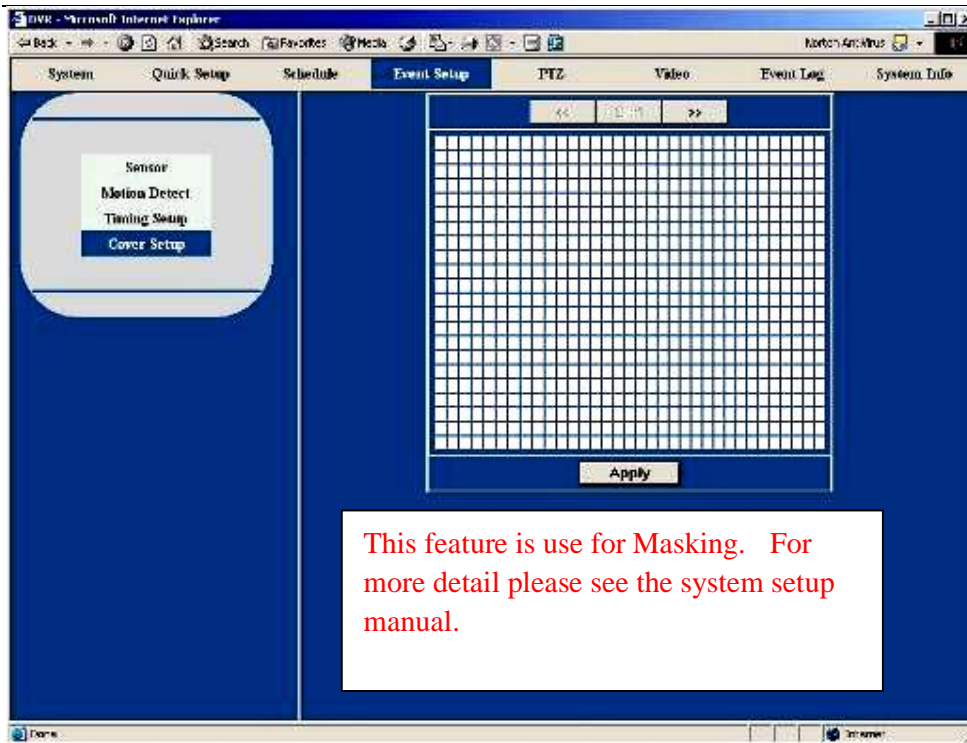 DVR - Microsoft Internet Explorer
Back
Search
Favorites
Media
Norton AntiVirus
System
Quick Setup
Schedule
Event Setup
PTZ
Video
Event Log
System Info
<<
>>
Sensor
Motion Detect
Timing Setup
Cover Setup
Apply
This feature is use for Masking. For
more detail please see the system setup
manual.
Done
Internet